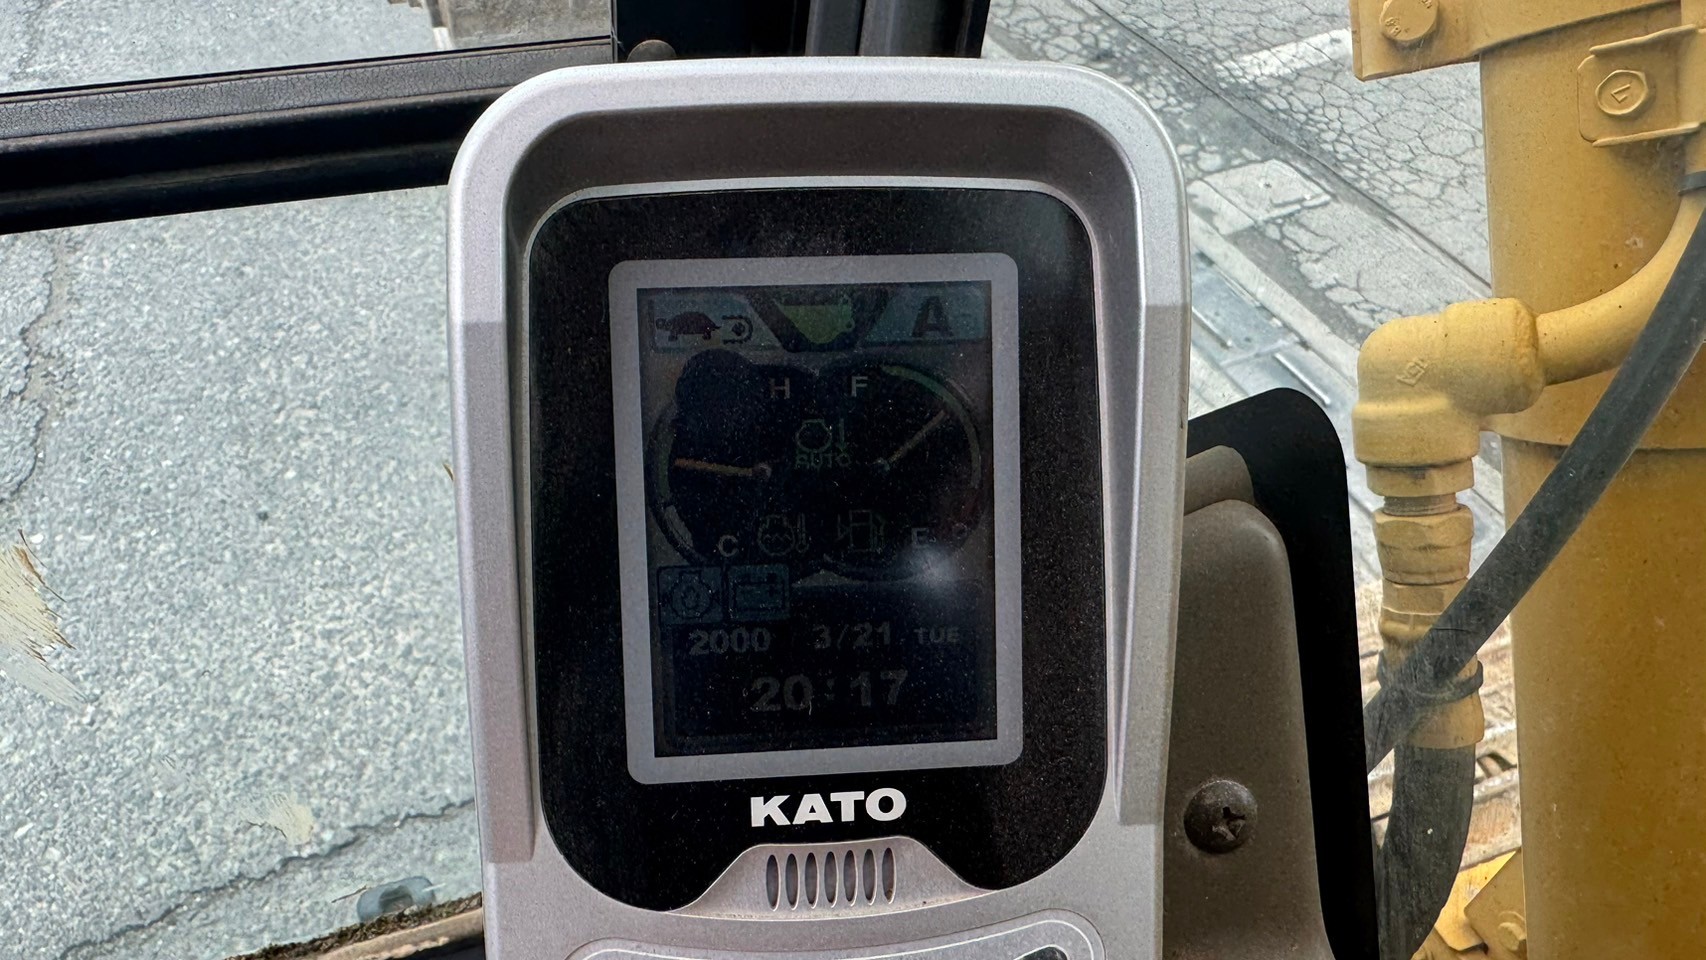 A
H F
AUTO
C E
2000 3/21 TUE
20:17
KATO